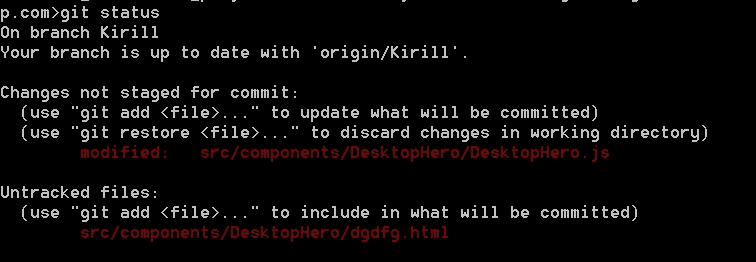 p.com>git status
On branch Kirill
Your branch is up to date with 'origin/Kirill'.
Changes not staged for commit:
(use "git add <file>..." to update what will be committed)
(use "git restore <file>..." to discard changes in working directory)
modified: src/components/DesktopHero/DesktopHero.js
Untracked files:
(use "git add <file>..." to include in what will be committed)
src/components/DesktopHero/dgdfg.html